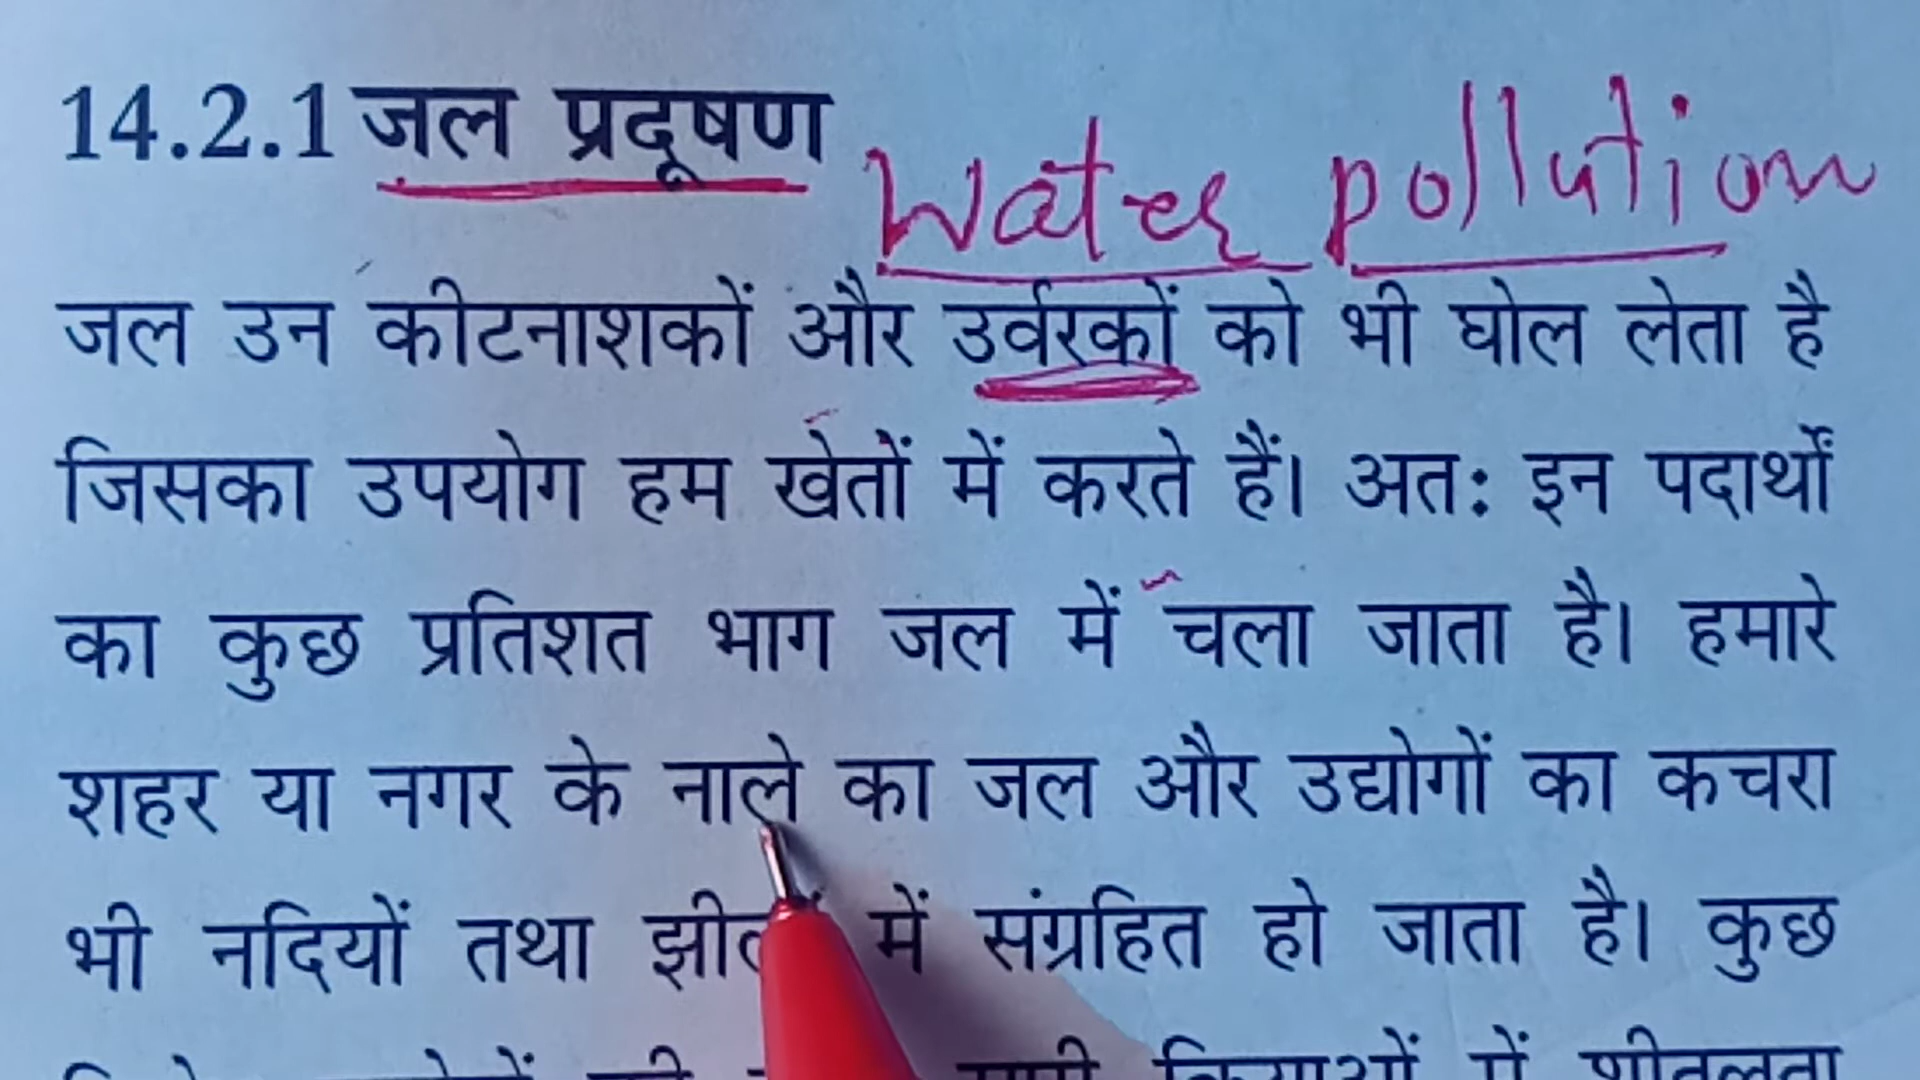 14.2.1 जल प्रदूषण Water pollution
जल उन कीटनाशकों और उर्वरकों को भी घोल लेता है
जिसका उपयोग हम खेतों में करते हैं। अतः इन पदार्थों
का कुछ प्रतिशत भाग जल में चला जाता है। हमारे
शहर या नगर के नाले का जल और उद्योगों का कचरा
भी नदियों तथा में संग्रहित हो जाता है। कुछ
में शीतलता